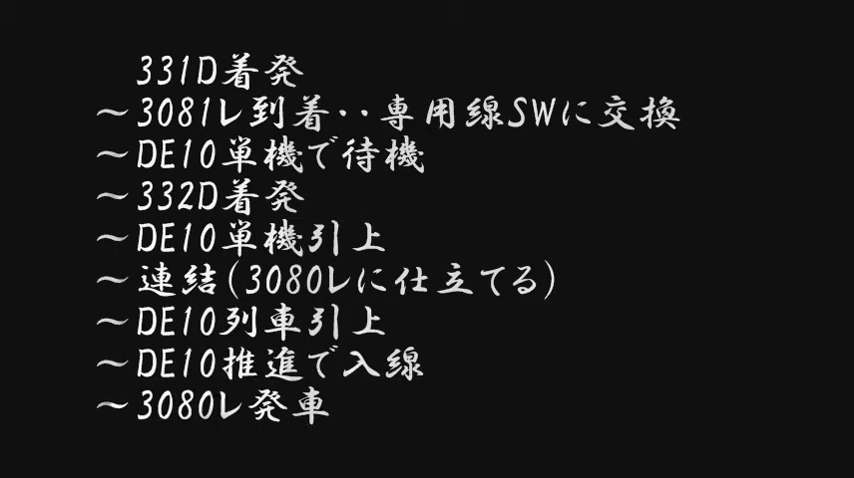 331D着発
～3081レ到着‥専用線SWに交換
～DE10単機で待機
～332D着発
～DE10単機引上
～連結(3080レに仕立てる)
～DE10列車引上
～DE10推進で入線
～3080レ発車